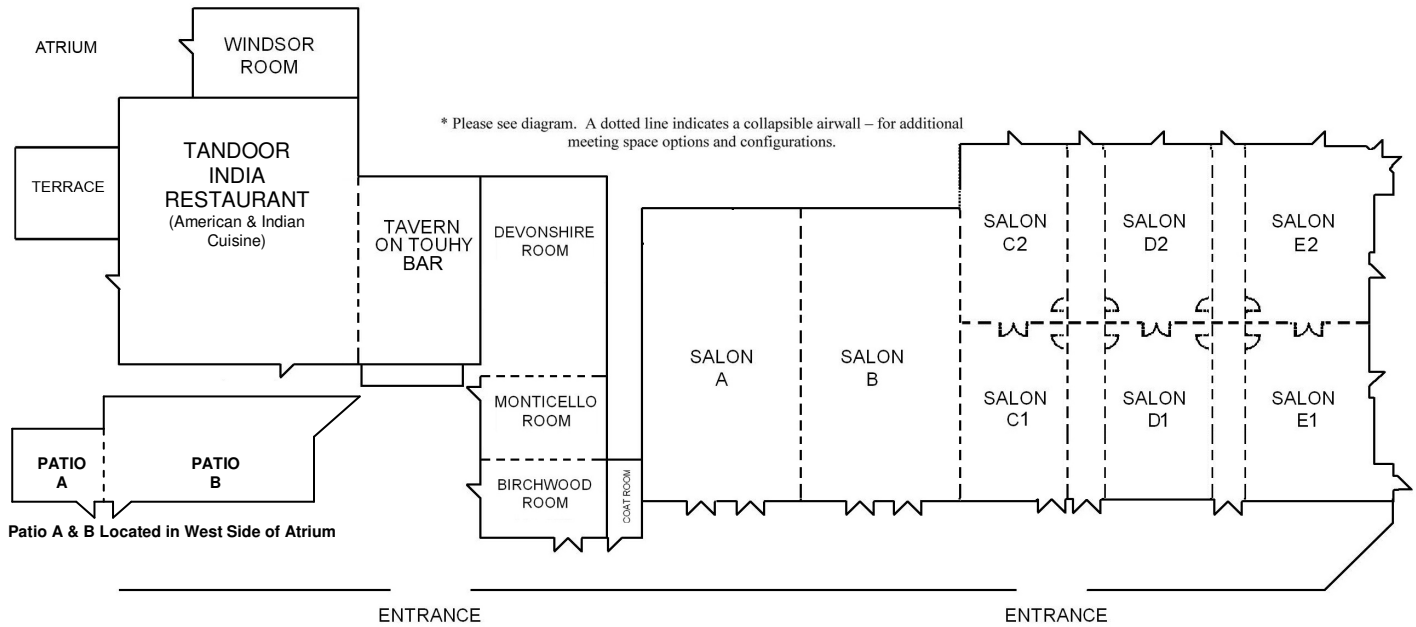 ATRIUM
WINDSOR
ROOM
* Please see diagram.  A dotted line indicates a collapsible airwall – for additional
meeting space options and configurations.
TERRACE
TANDOOR
INDIA
RESTAURANT
(American & Indian
Cuisine)
TAVERN
ON TOUHY
BAR
DEVONSHIRE
ROOM
SALON
C2
SALON
D2
SALON
E2
SALON
A
SALON
B
MONTICELLO
ROOM
SALON
C1
SALON
D1
SALON
E1
PATIO
A
PATIO
B
BIRCHWOOD
ROOM
COAT ROOM
Patio A & B Located in West Side of Atrium
ENTRANCE
ENTRANCE